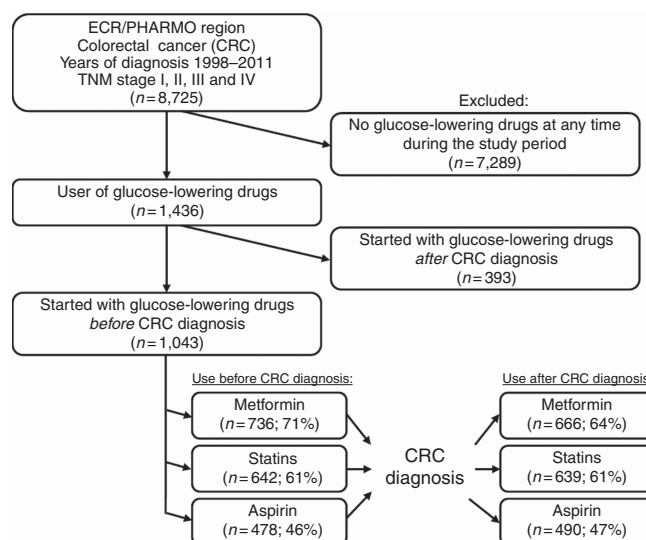 ECR/PHARMO region
Colorectal cancer (CRC)
Years of diagnosis 1998–2011
TNM stage I, II, III and IV
(n=8,725)
Excluded:
No glucose-lowering drugs at any time
during the study period
(n=7,289)
User of glucose-lowering drugs
(n=1,436)
Started with glucose-lowering drugs
after CRC diagnosis
(n=393)
Started with glucose-lowering drugs
before CRC diagnosis
(n=1,043)
Use before CRC diagnosis:
Use after CRC diagnosis
Metformin
(n=736; 71%)
Metformin
(n=666; 64%)
Statins
(n=642; 61%)
CRC
diagnosis
Statins
(n=639; 61%)
Aspirin
(n=478; 46%)
Aspirin
(n=490; 47%)